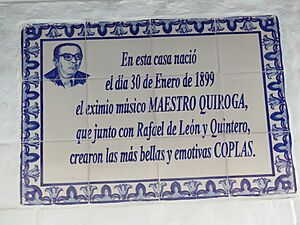 En esta casa nació
el día 30 de Enero de 1899
el eximio músico MAESTRO QUIROGA,
que junto con Rafael de León y Quintero,
crearon las más bellas y emotivas COPLAS.